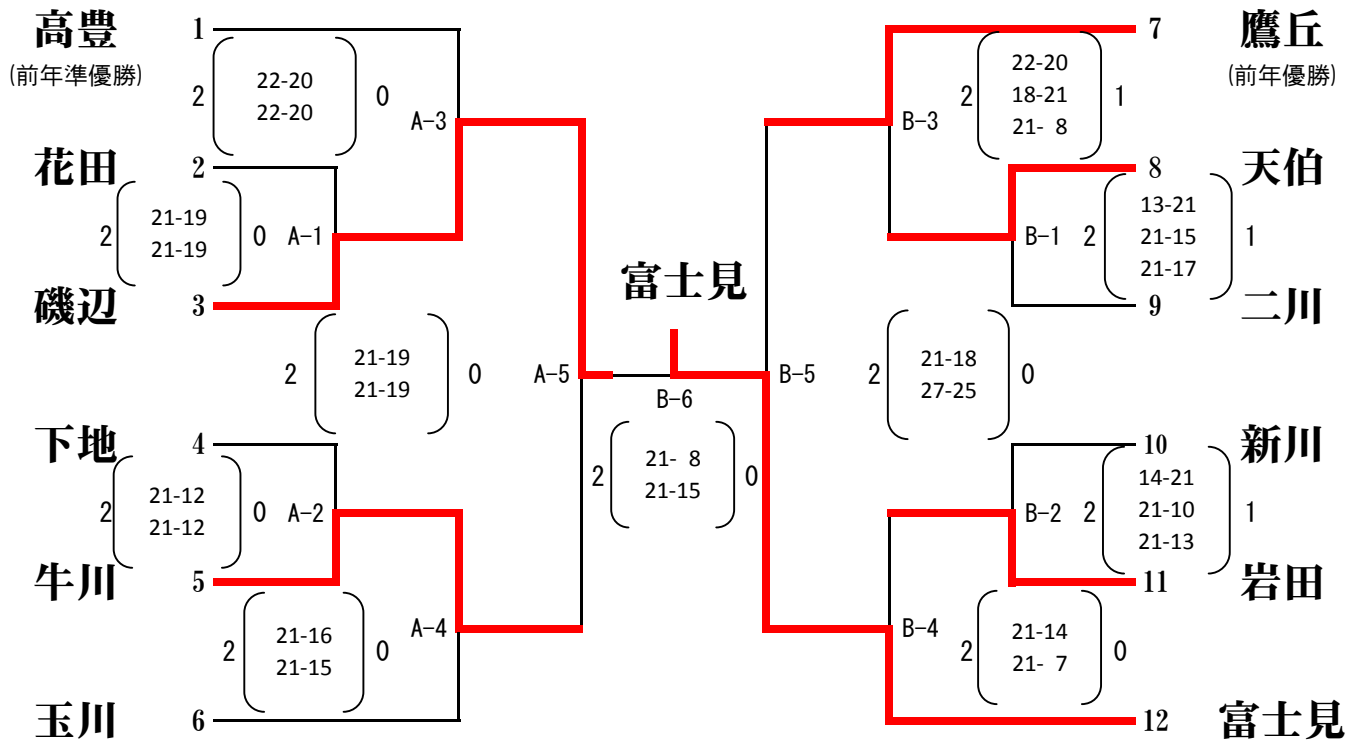 高豊
(前年準優勝)
1
2
22-20
22-20
0
A-3
花田
2
2
21-19
21-19
0
A-1
磯辺
3
2
21-19
21-19
0
A-5
下地
4
2
21-12
21-12
0
A-2
牛川
5
2
21-16
21-15
0
A-4
玉川
6
富士見
B-6
2
21- 8
21-15
0
7
鷹丘
(前年優勝)
B-3
2
22-20
18-21
21- 8
1
8
天伯
B-1
2
13-21
21-15
21-17
1
9
二川
B-5
2
21-18
27-25
0
10
新川
B-2
2
14-21
21-10
21-13
1
11
岩田
B-4
2
21-14
21- 7
0
12
富士見